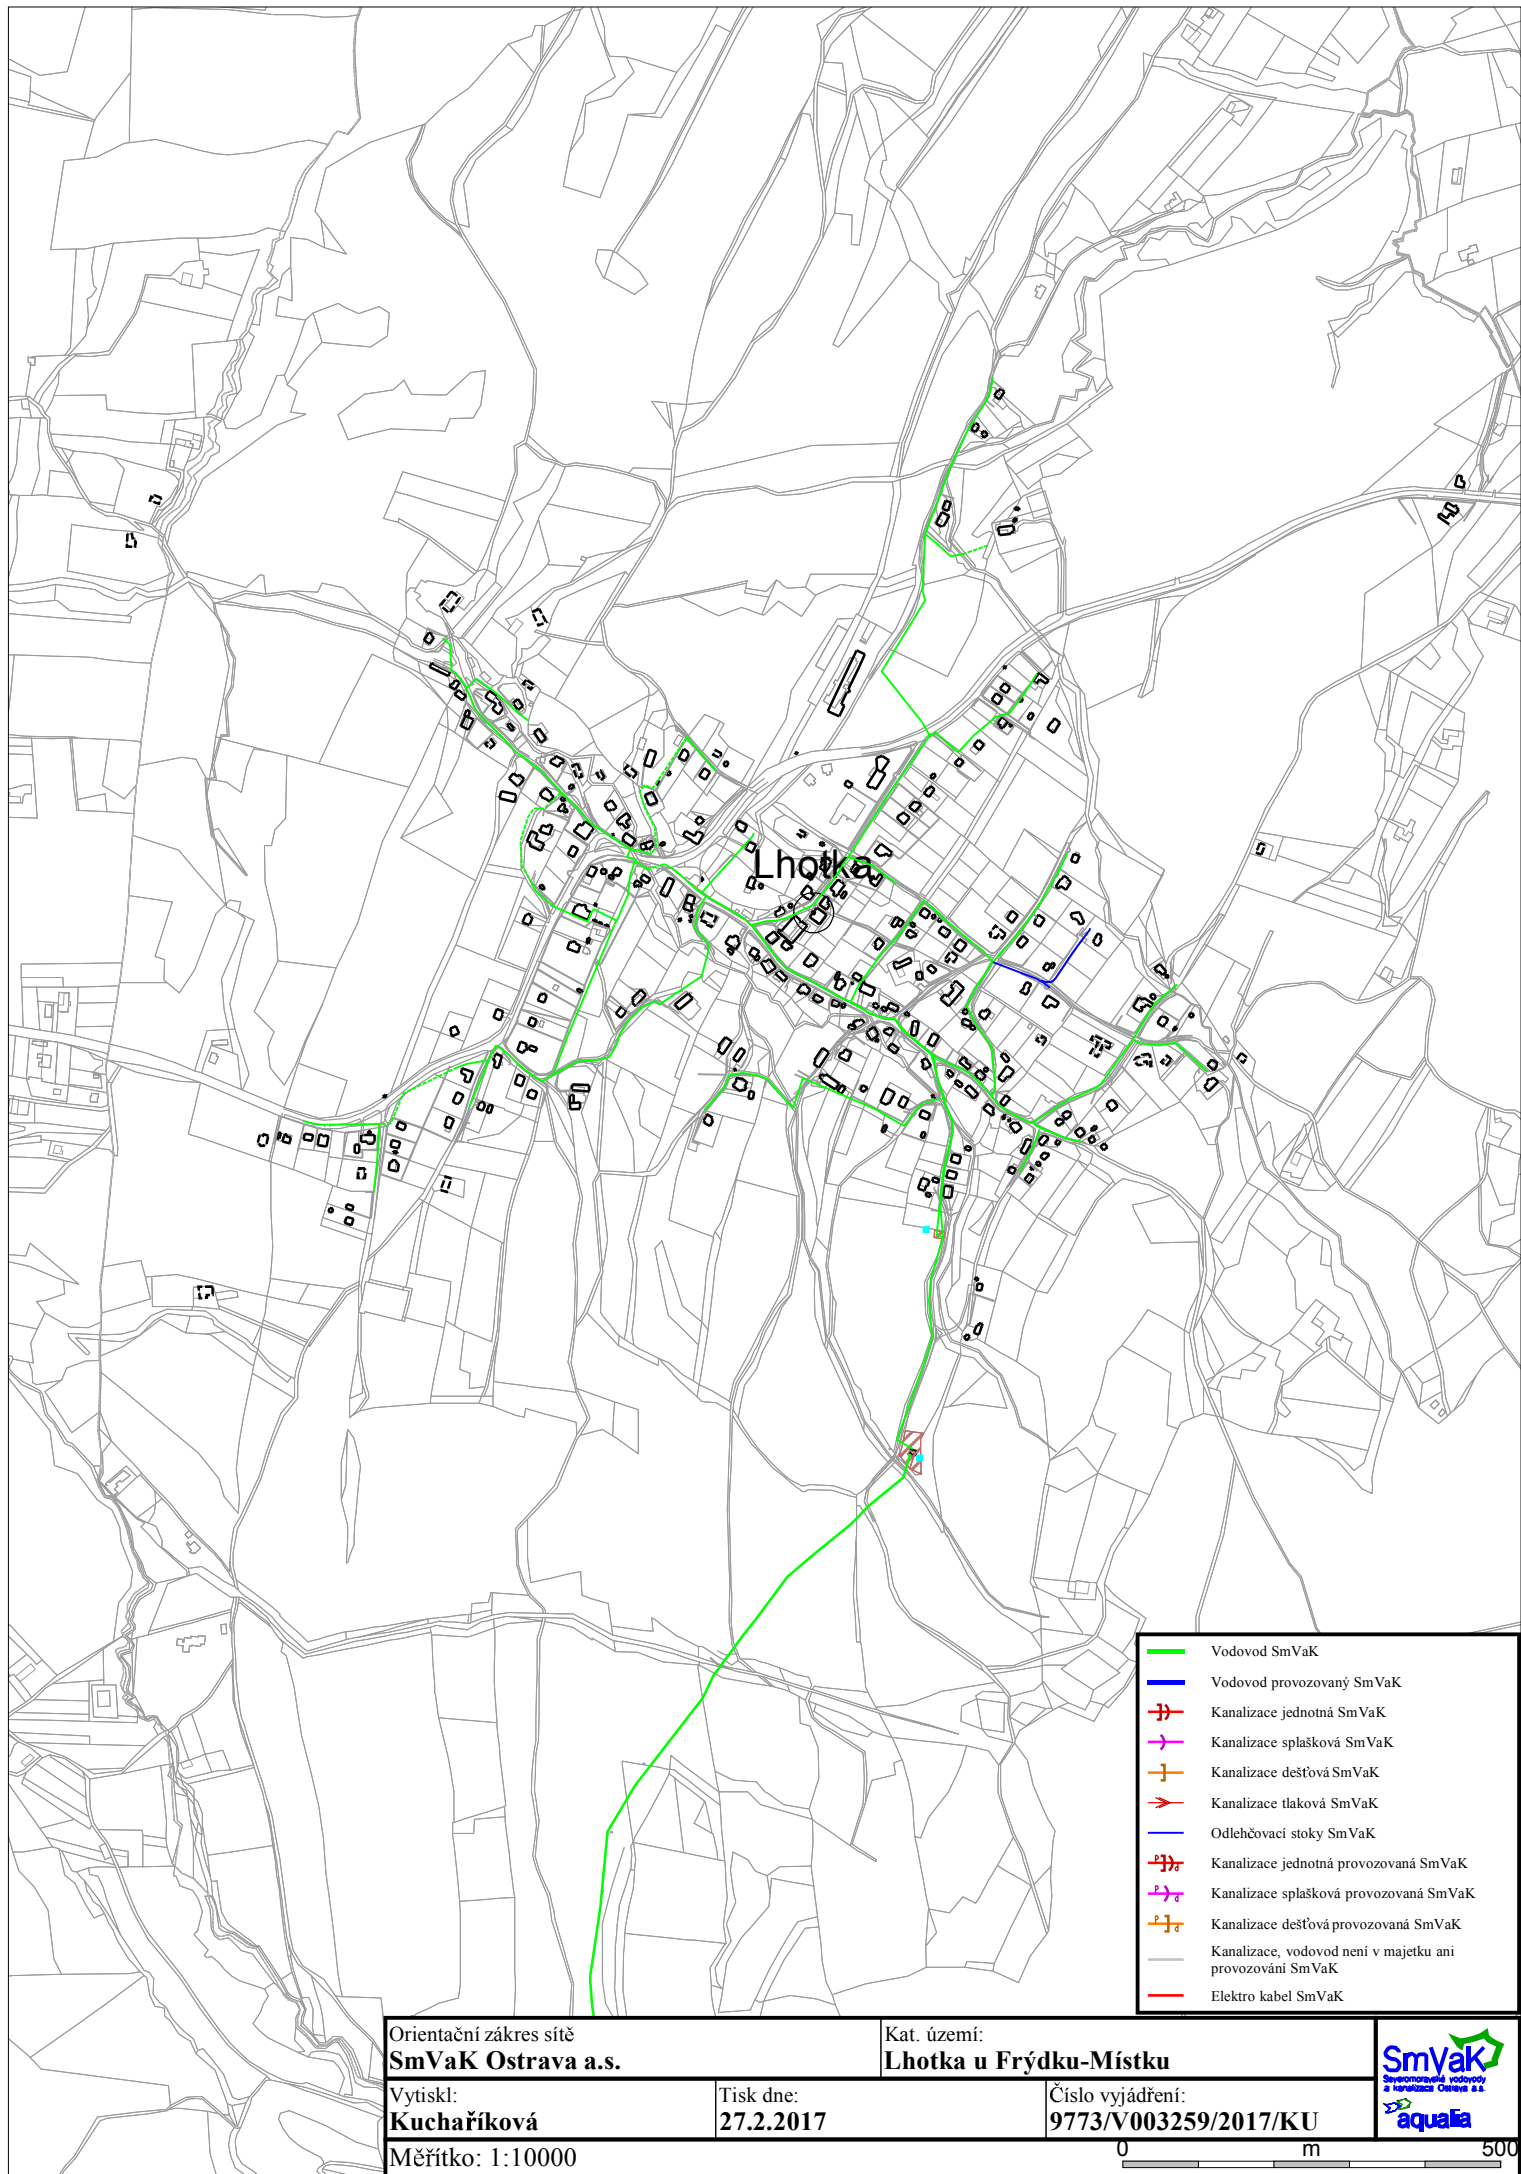 Lhotka
Vodovod SmVaK
Vodovod provozovaný SmVaK
Kanalizace jednotná SmVaK
Kanalizace splašková SmVaK
Kanalizace dešťová SmVaK
Kanalizace tlaková SmVaK
Odlehčovací stoky SmVaK
Kanalizace jednotná provozovaná SmVaK
Kanalizace splašková provozovaná SmVaK
Kanalizace dešťová provozovaná SmVaK
Kanalizace, vodovod není v majetku ani
provozování SmVaK
Elektro kabel SmVaK
Orientační zákres sítě
SmVaK Ostrava a.s.
Kat. území:
Lhotka u Frýdku-Místku
Vytiskl:
Kuchaříková
Tisk dne:
27.2.2017
Číslo vyjádření:
9773/V003259/2017/KU
Měřítko: 1:10000
0 m 500
SmVaK
Severomoravské vodovody
a kanalizace Ostrava a.s.
aqualia